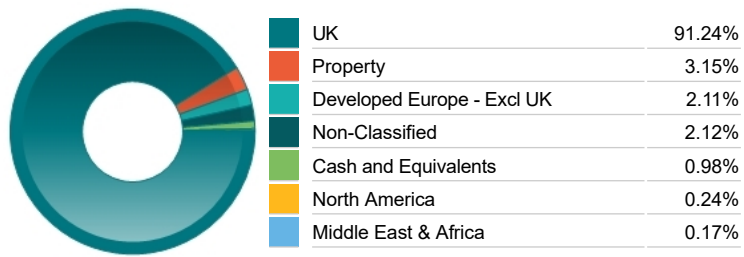 UK 91.24%
Property 3.15%
Developed Europe - Excl UK 2.11%
Non-Classified 2.12%
Cash and Equivalents 0.98%
North America 0.24%
Middle East & Africa 0.17%